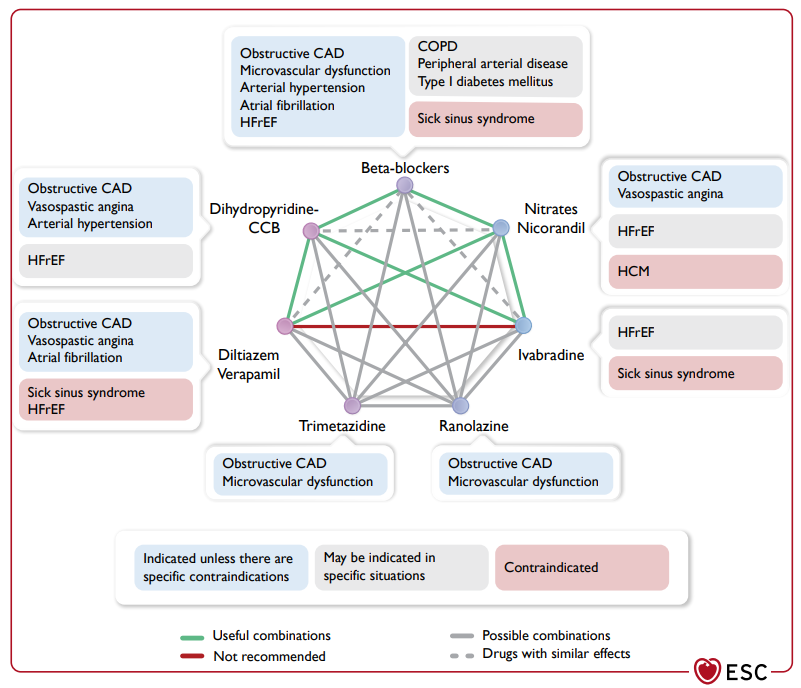 Obstructive CAD
Microvascular dysfunction
Arterial hypertension
Atrial fibrillation
HFrEF
COPD
Peripheral arterial disease
Type I diabetes mellitus
Sick sinus syndrome
Beta-blockers
Obstructive CAD
Vasospastic angina
Arterial hypertension
HFrEF
Dihydropyridine-
CCB
Nitrates
Nicorandil
Obstructive CAD
Vasospastic angina
HFrEF
HCM
Obstructive CAD
Vasospastic angina
Atrial fibrillation
Sick sinus syndrome
HFrEF
Diltiazem
Verapamil
Ivabradine
HFrEF
Sick sinus syndrome
Trimetazidine
Ranolazine
Obstructive CAD
Microvascular dysfunction
Obstructive CAD
Microvascular dysfunction
Indicated unless there are
specific contraindications
May be indicated in
specific situations
Contraindicated
Useful combinations
Not recommended
Possible combinations
Drugs with similar effects
ESC